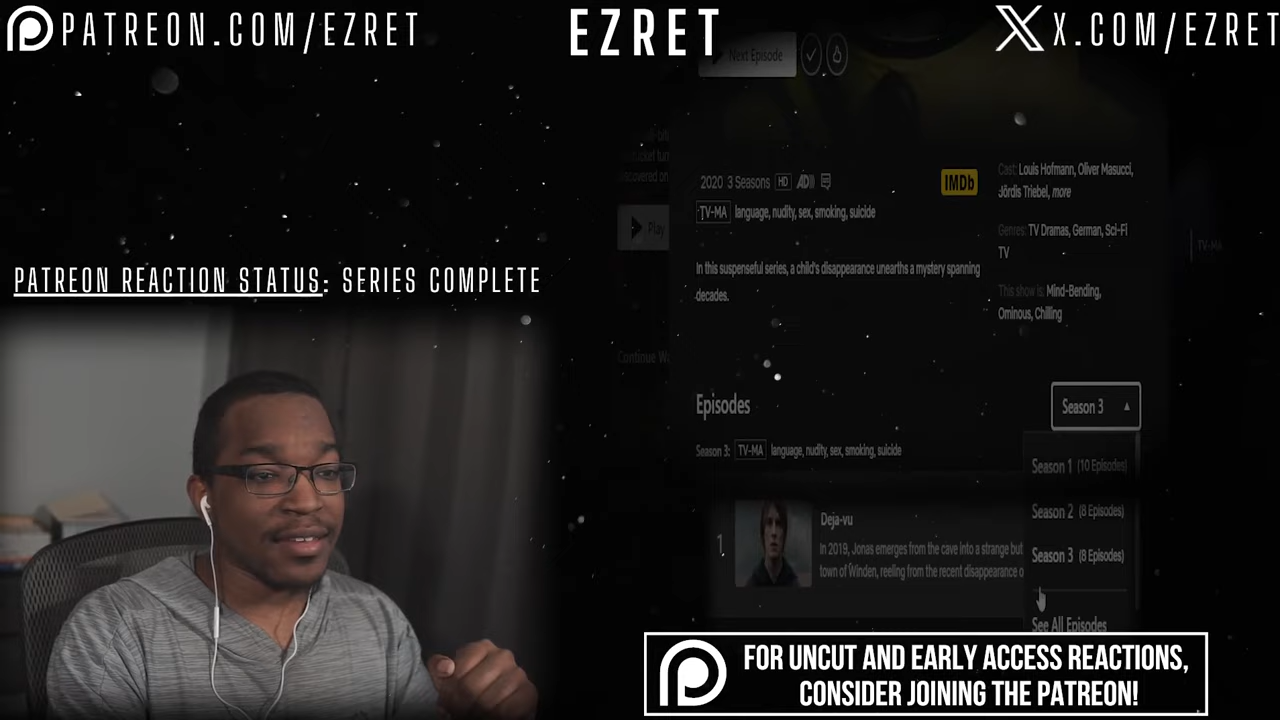 PATREON.COM/EZRET
EZRET
X.COM/EZRET
Next Episode
2020 3 Seasons HD AD
IMDb
TV-MA language, nudity, sex, smoking, suicide
In this suspenseful series, a child's disappearance unearths a mystery spanning
decades.
Cast: Louis Hofmann, Oliver Masucci,
Jördis Triebel, more
Genres: TV Dramas, German, Sci-Fi
TV
This show is: Mind-Bending,
Ominous, Chilling
Play
TV-MA
PATREON REACTION STATUS: SERIES COMPLETE
Episodes
Season 3
Season 3: TV-MA language, nudity, sex, smoking, suicide
Season 1 (10 Episodes)
Season 2 (8 Episodes)
Season 3 (8 Episodes)
See All Episodes
1
Deja-vu
In 2019, Jonas emerges from the cave into a strange but
town of Winden, reeling from the recent disappearance o
FOR UNCUT AND EARLY ACCESS REACTIONS,
CONSIDER JOINING THE PATREON!